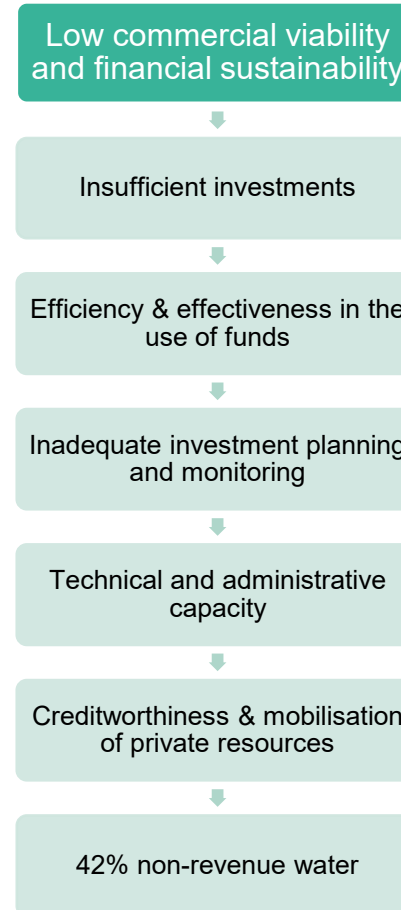 Low commercial viability
and financial sustainability
Insufficient investments
Efficiency & effectiveness in the
use of funds
Inadequate investment planning
and monitoring
Technical and administrative
capacity
Creditworthiness & mobilisation
of private resources
42% non-revenue water